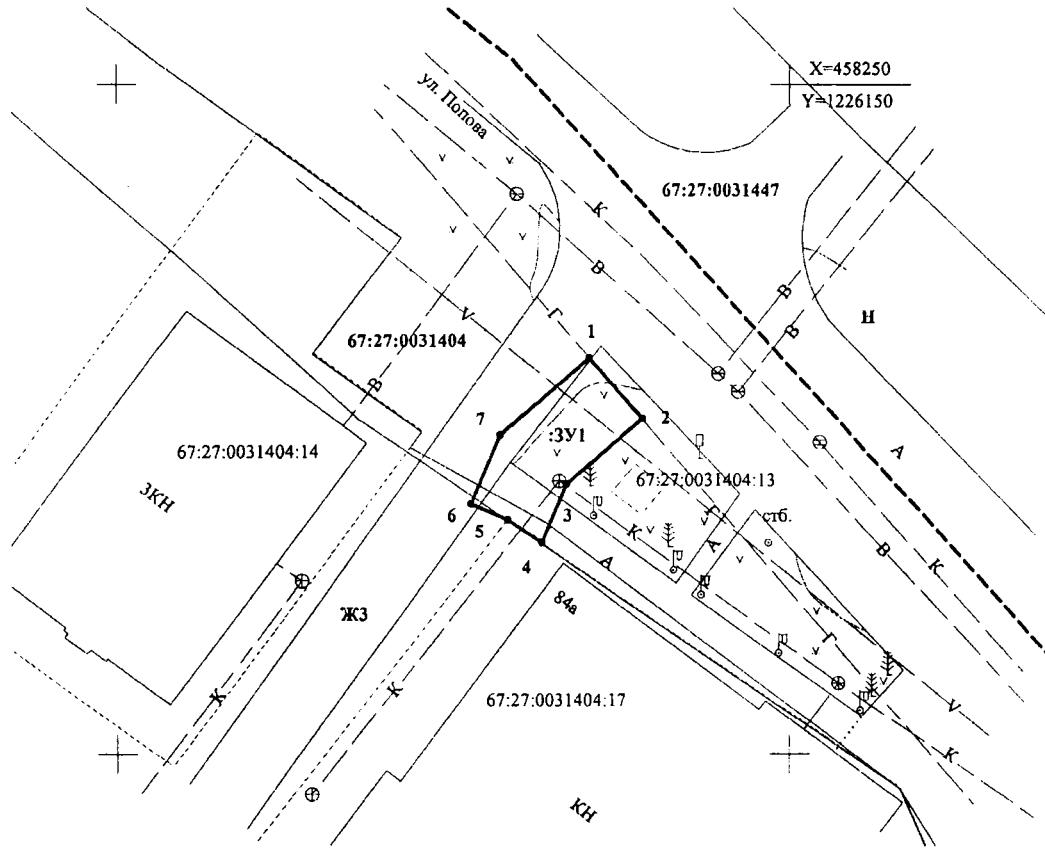 X=458250
Y=1226150
ул. Попова
67:27:0031447
К
В
В
В
Н
Г
V
1
67:27:0031404
В
2
7
:ЗУ1
А
67:27:0031404:14
67:27:0031404:13
ЗКН
6
5
3
4
К
А
Г
А
стб.
В
К
84а
Ж3
Г
К
К
67:27:0031404:17
V
К
КН